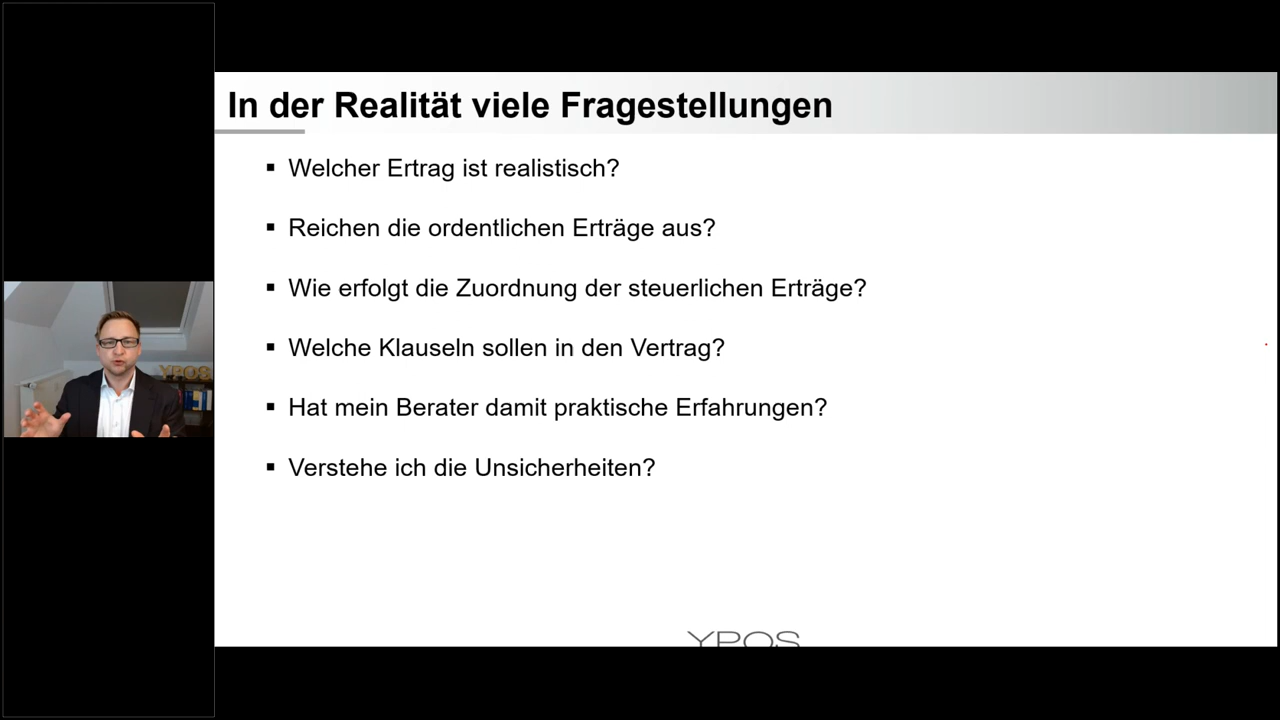 In der Realität viele Fragestellungen
▪ Welcher Ertrag ist realistisch?
▪ Reichen die ordentlichen Erträge aus?
▪ Wie erfolgt die Zuordnung der steuerlichen Erträge?
▪ Welche Klauseln sollen in den Vertrag?
▪ Hat mein Berater damit praktische Erfahrungen?
▪ Verstehe ich die Unsicherheiten?
YPOS
YPOS